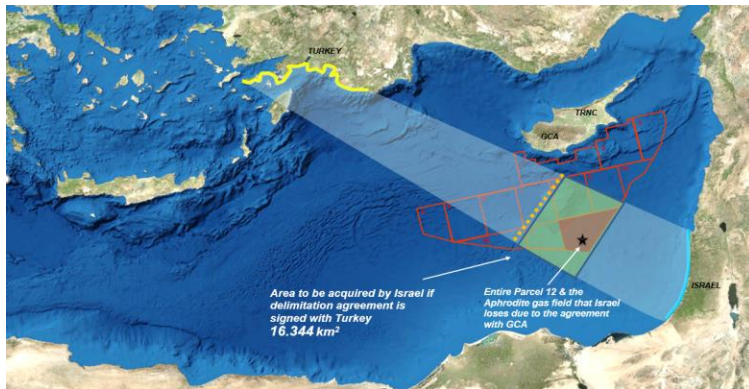 TURKEY
TRNC
GCA
Area to be acquired by Israel if
delimitation agreement is
signed with Turkey
16.344 km²
Entire Parcel 12 & the
Aphrodite gas field that Israel
loses due to the agreement
with GCA
ISRAEL